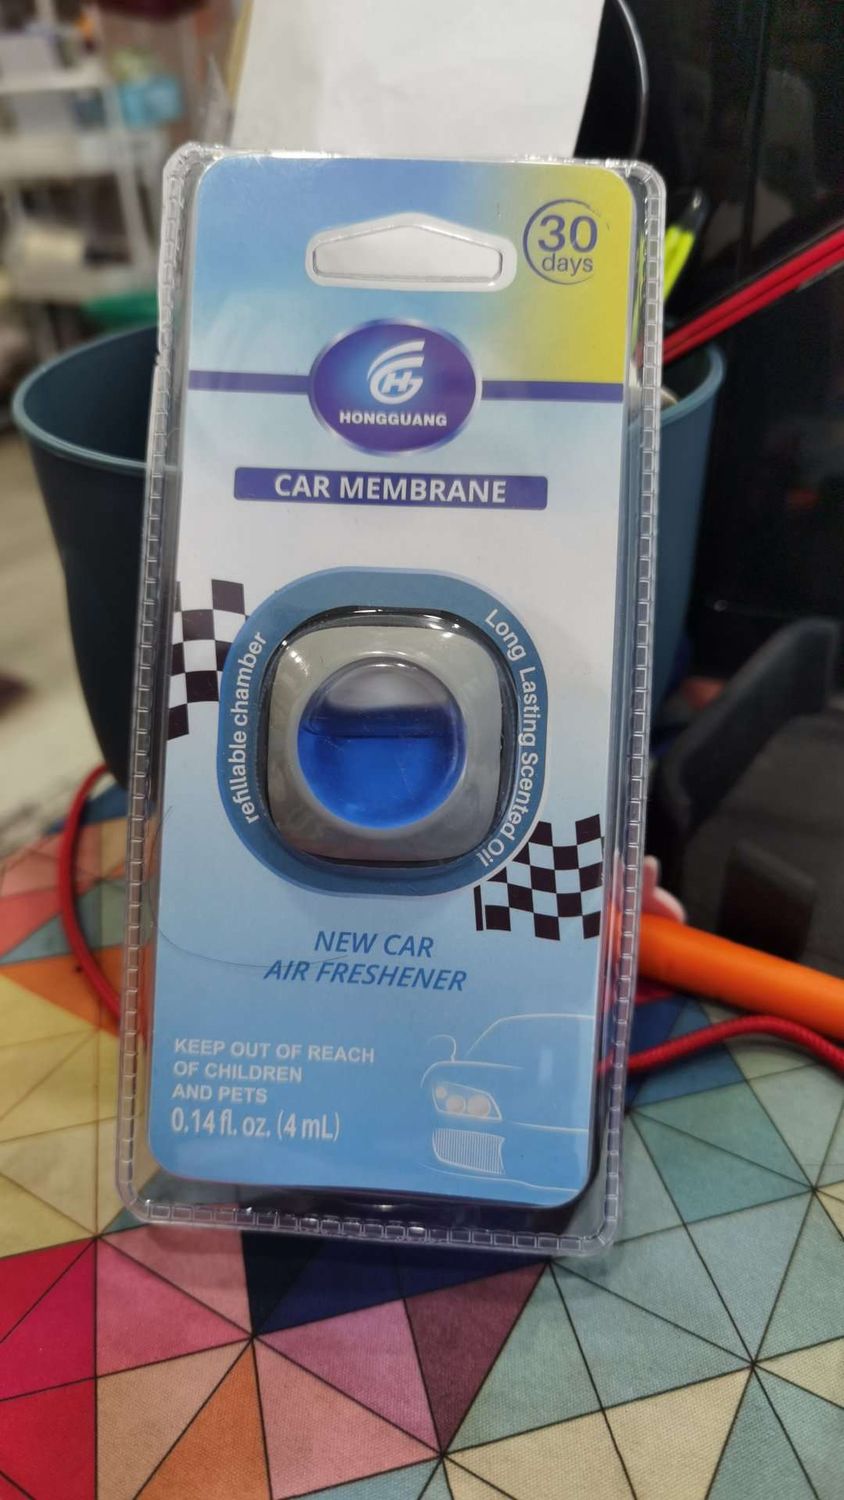 30
days
HONGGUANG
CAR MEMBRANE
refillable chamber
Long Lasting Scented Oil
NEW CAR
AIR FRESHENER
KEEP OUT OF REACH
OF CHILDREN
AND PETS
0.14 fl. oz. (4 mL)